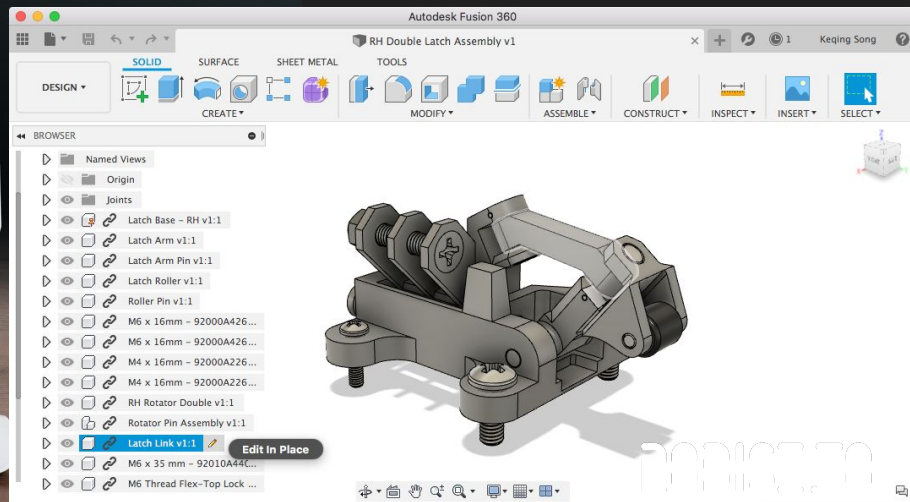 Autodesk Fusion 360
RH Double Latch Assembly v1
1
Keqing Song
SOLID SURFACE SHEET METAL TOOLS
DESIGN
CREATE MODIFY ASSEMBLE CONSTRUCT INSPECT INSERT SELECT
BROWSER
Named Views
Origin
Joints
Latch Base – RH v1:1
Latch Arm v1:1
Latch Arm Pin v1:1
Latch Roller v1:1
Roller Pin v1:1
M6 x 16mm – 92000A426...
M6 x 16mm – 92000A426...
M4 x 16mm – 92000A226...
M4 x 16mm – 92000A226...
RH Rotator Double v1:1
Rotator Pin Assembly v1:1
Latch Link v1:1
Edit In Place
M6 x 35 mm – 92010A440...
M6 Thread Flex-Top Lock ...